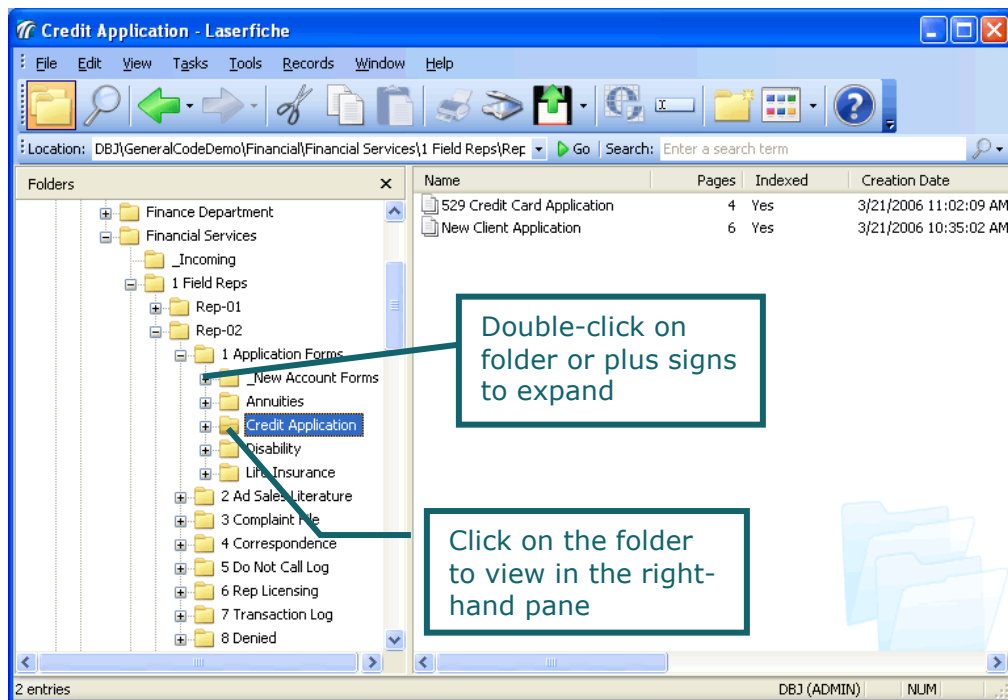 Credit Application - Laserfiche
File Edit View Tasks Tools Records Window Help
Location: DBJ\GeneralCodeDemo\Financial\Financial Services\1 Field Reps\Rep Go Search: Enter a search term
Folders
Name Pages Indexed Creation Date
529 Credit Card Application 4 Yes 3/21/2006 11:02:09 AM
New Client Application 6 Yes 3/21/2006 10:35:02 AM
Finance Department
Financial Services
_Incoming
1 Field Reps
Rep-01
Rep-02
1 Application Forms
_New Account Forms
Annuities
Credit Application
Disability
Life Insurance
2 Ad Sales Literature
3 Complaint File
4 Correspondence
5 Do Not Call Log
6 Rep Licensing
7 Transaction Log
8 Denied
Double-click on
folder or plus signs
to expand
Click on the folder
to view in the right-
hand pane
2 entries DBJ (ADMIN) NUM